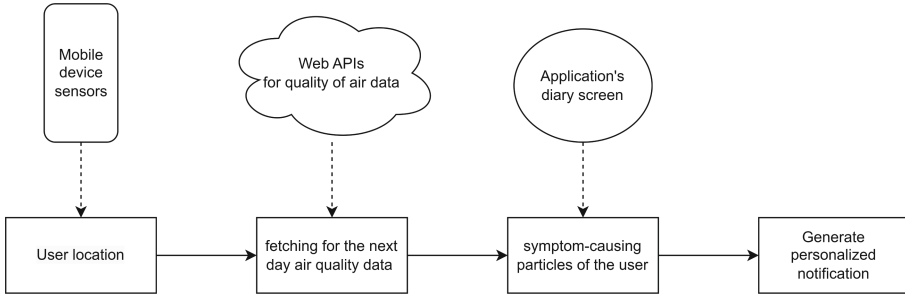 Mobile
device
sensors
Web APIs
for quality of air data
Application's
diary screen
User location
fetching for the next
day air quality data
symptom-causing
particles of the user
Generate
personalized
notification